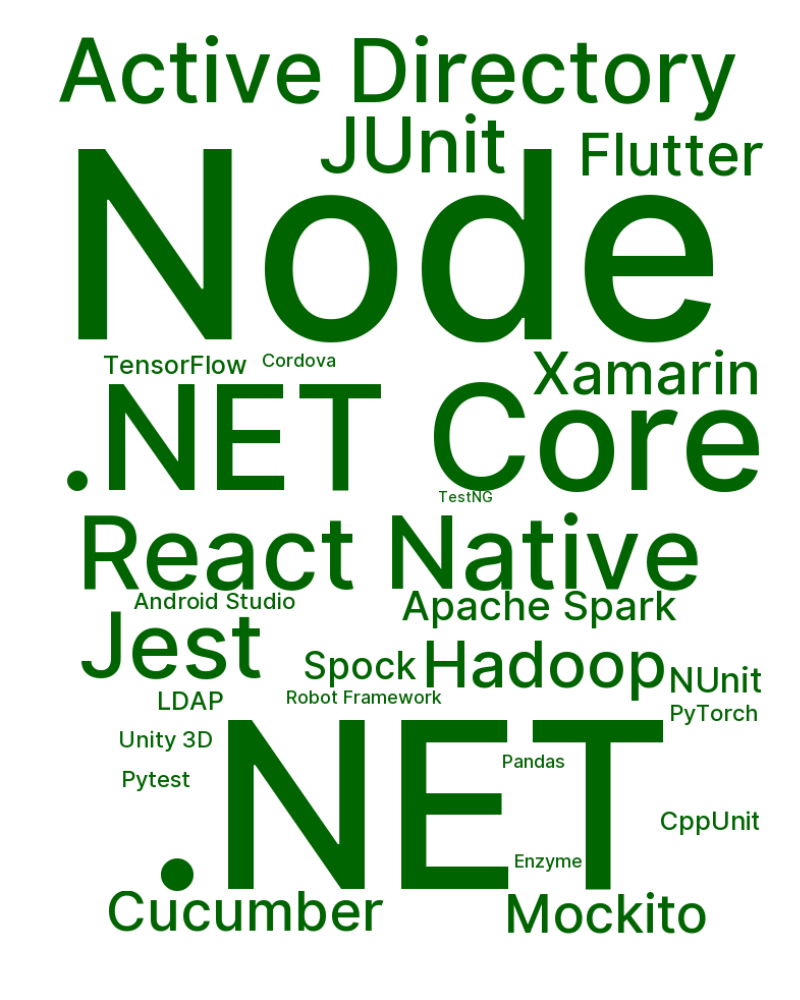 Active Directory
JUnit
Flutter
Node
TensorFlow
Cordova
Xamarin
.NET Core
TestNG
React Native
Android Studio
Apache Spark
Jest
Spock
Hadoop
NUnit
LDAP
Robot Framework
PyTorch
Unity 3D
.NET
Pandas
Pytest
CppUnit
Enzyme
Cucumber
Mockito